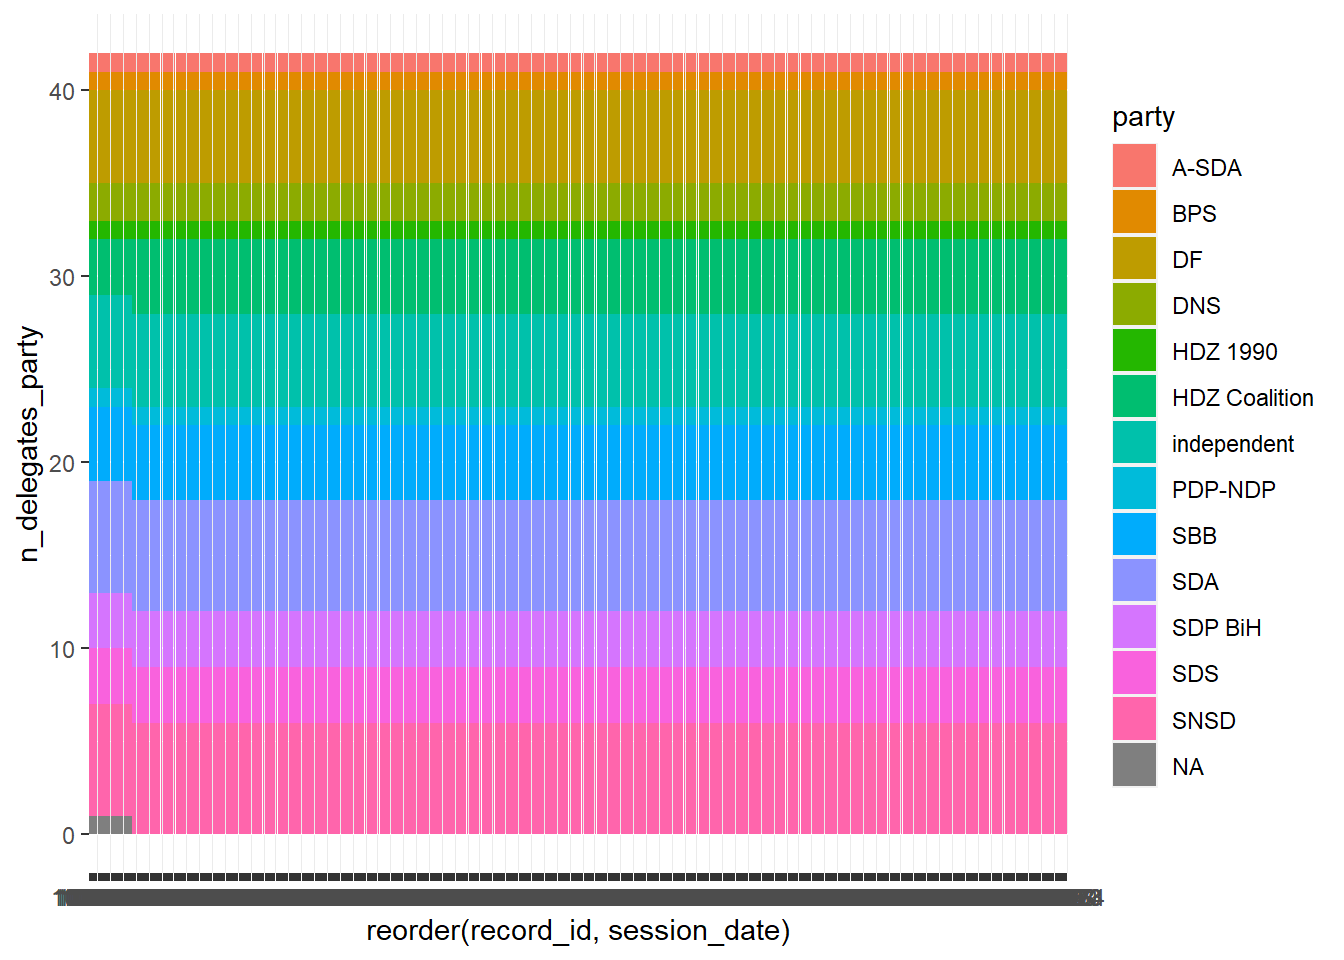 party
A-SDA
BPS
DF
DNS
HDZ 1990
HDZ Coalition
independent
PDP-NDP
SBB
SDA
SDP BiH
SDS
SNSD
NA
n_delegates_party
40
30
20
10
0
reorder(record_id, session_date)